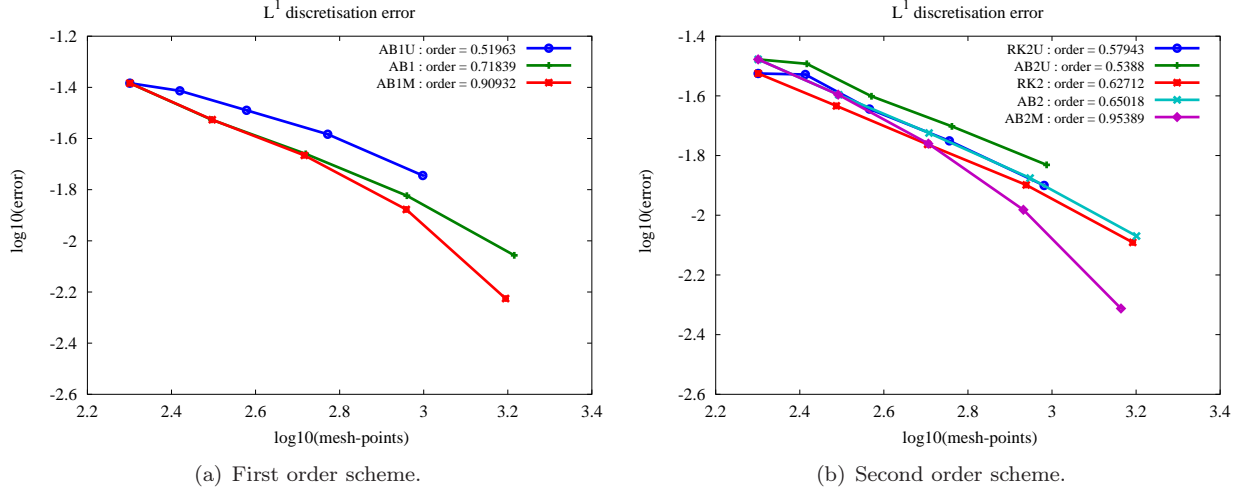 L1 discretisation error
-1.2
-1.4
-1.6
-1.8
-2
-2.2
-2.4
-2.6
log10(error)
AB1U : order = 0.51963
AB1 : order = 0.71839
AB1M : order = 0.90932
2.2 2.4 2.6 2.8 3 3.2 3.4
log10(mesh-points)
(a) First order scheme.
L1 discretisation error
-1.4
-1.6
-1.8
-2
-2.2
-2.4
-2.6
log10(error)
RK2U : order = 0.57943
AB2U : order = 0.5388
RK2 : order = 0.62712
AB2 : order = 0.65018
AB2M : order = 0.95389
2.2 2.4 2.6 2.8 3 3.2 3.4
log10(mesh-points)
(b) Second order scheme.